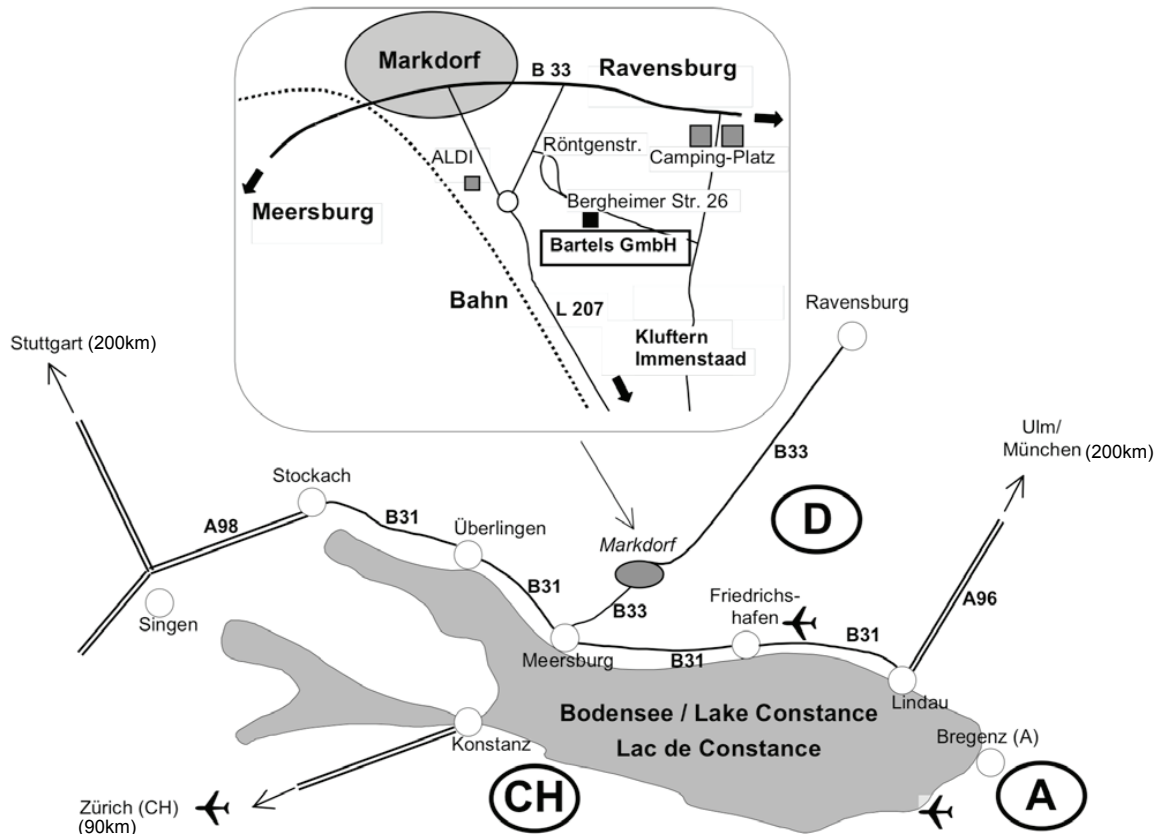 Markdorf
B 33
Ravensburg
Röntgenstr.
ALDI
Camping-Platz
Bergheimer Str. 26
Meersburg
Bartels GmbH
Bahn
L 207
Kluftern
Immenstaad
Ravensburg
Stuttgart (200km)
Ulm/
München (200km)
B33
Stockach
A98
B31
Überlingen
D
Markdorf
B31
B33
Friedrichs-
hafen
A96
Singen
B31
Meersburg
B31
Lindau
Bodensee / Lake Constance
Lac de Constance
Konstanz
Bregenz (A)
CH
A
Zürich (CH)
(90km)